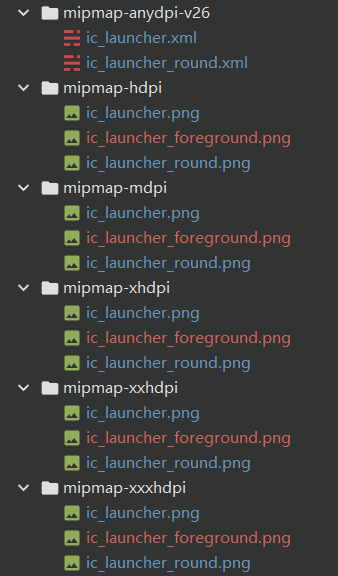 mipmap-anydpi-v26
ic_launcher.xml
ic_launcher_round.xml
mipmap-hdpi
ic_launcher.png
ic_launcher_foreground.png
ic_launcher_round.png
mipmap-mdpi
ic_launcher.png
ic_launcher_foreground.png
ic_launcher_round.png
mipmap-xhdpi
ic_launcher.png
ic_launcher_foreground.png
ic_launcher_round.png
mipmap-xxhdpi
ic_launcher.png
ic_launcher_foreground.png
ic_launcher_round.png
mipmap-xxxhdpi
ic_launcher.png
ic_launcher_foreground.png
ic_launcher_round.png